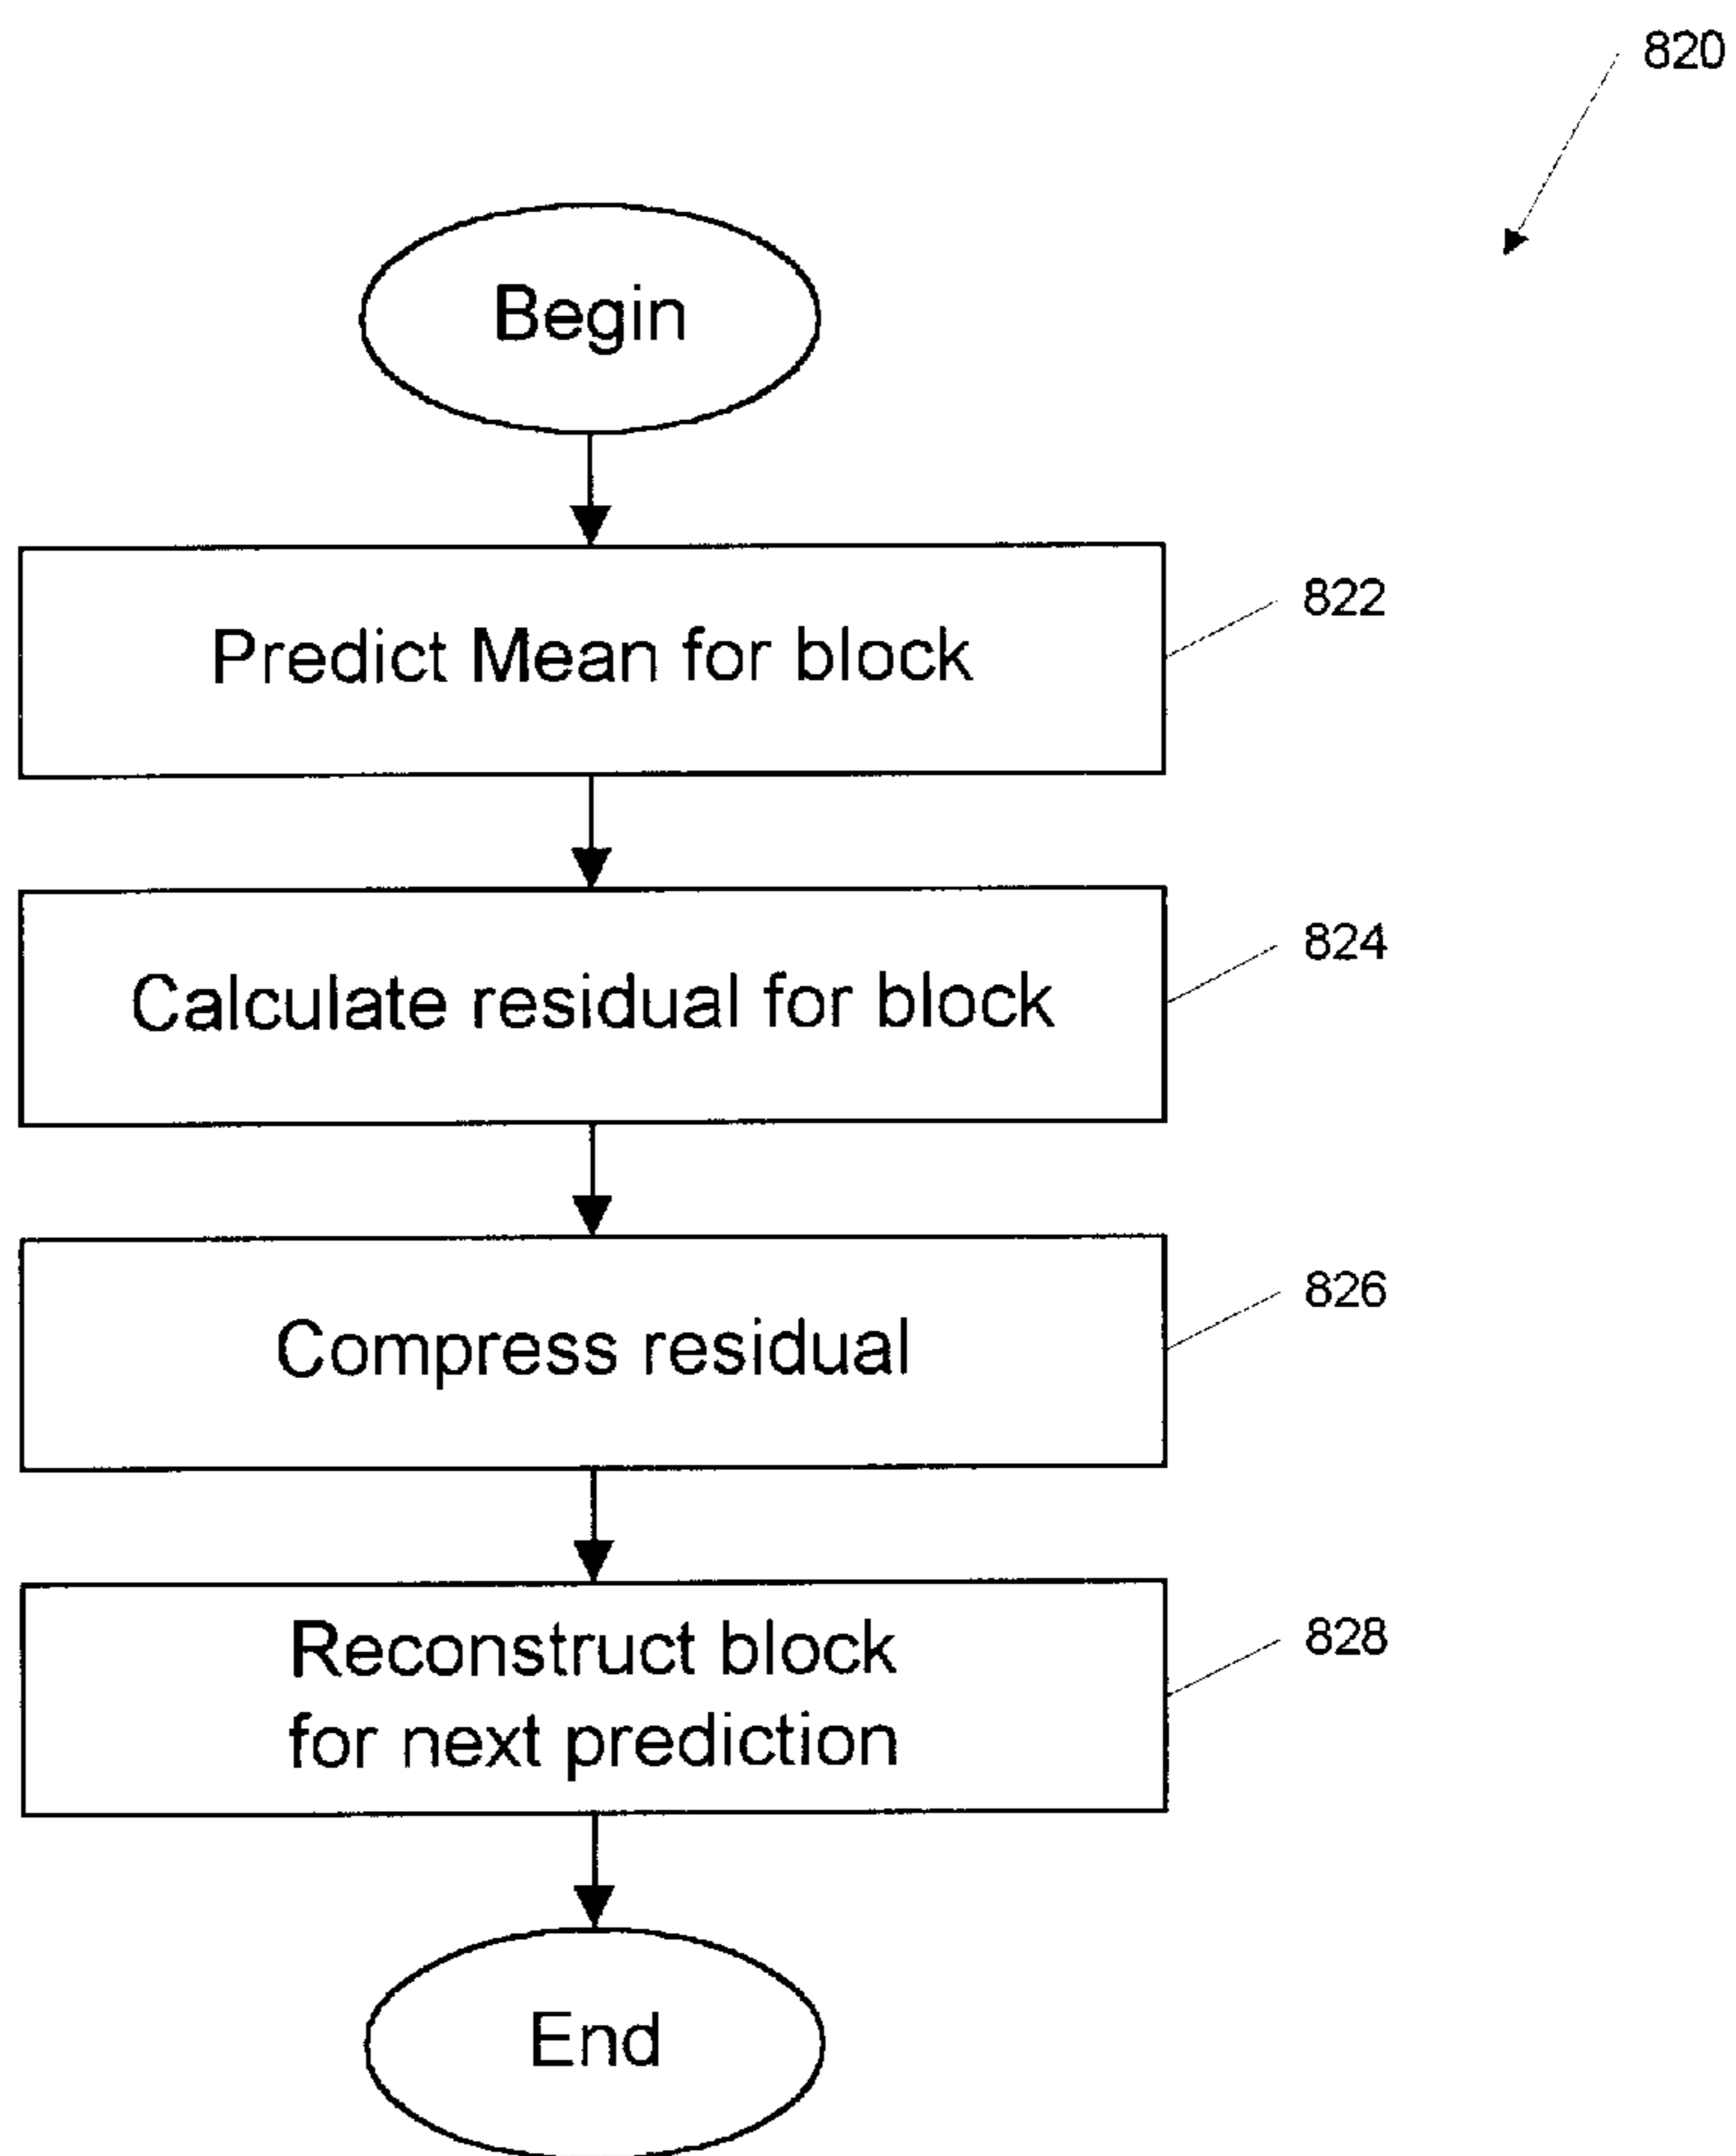 820
Begin
Predict Mean for block
822
Calculate residual for block
824
Compress residual
826
Reconstruct block
for next prediction
828
End